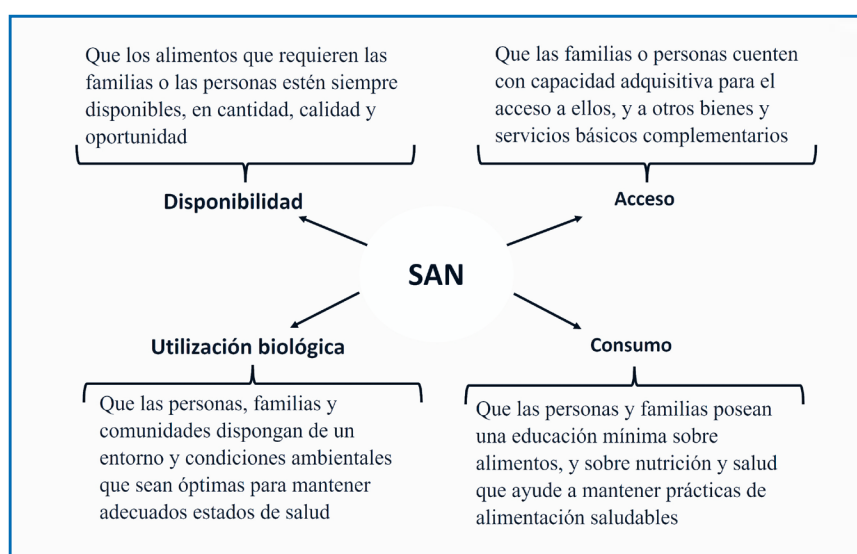 Que los alimentos que requieren las
familias o las personas estén siempre
disponibles, en cantidad, calidad y
oportunidad
Disponibilidad
Que las familias o personas cuenten
con capacidad adquisitiva para el
acceso a ellos, y a otros bienes y
servicios básicos complementarios
Acceso
SAN
Utilización biológica
Que las personas, familias y
comunidades dispongan de un
entorno y condiciones ambientales
que sean óptimas para mantener
adecuados estados de salud
Consumo
Que las personas y familias posean
una educación mínima sobre
alimentos, y sobre nutrición y salud
que ayude a mantener prácticas de
alimentación saludables